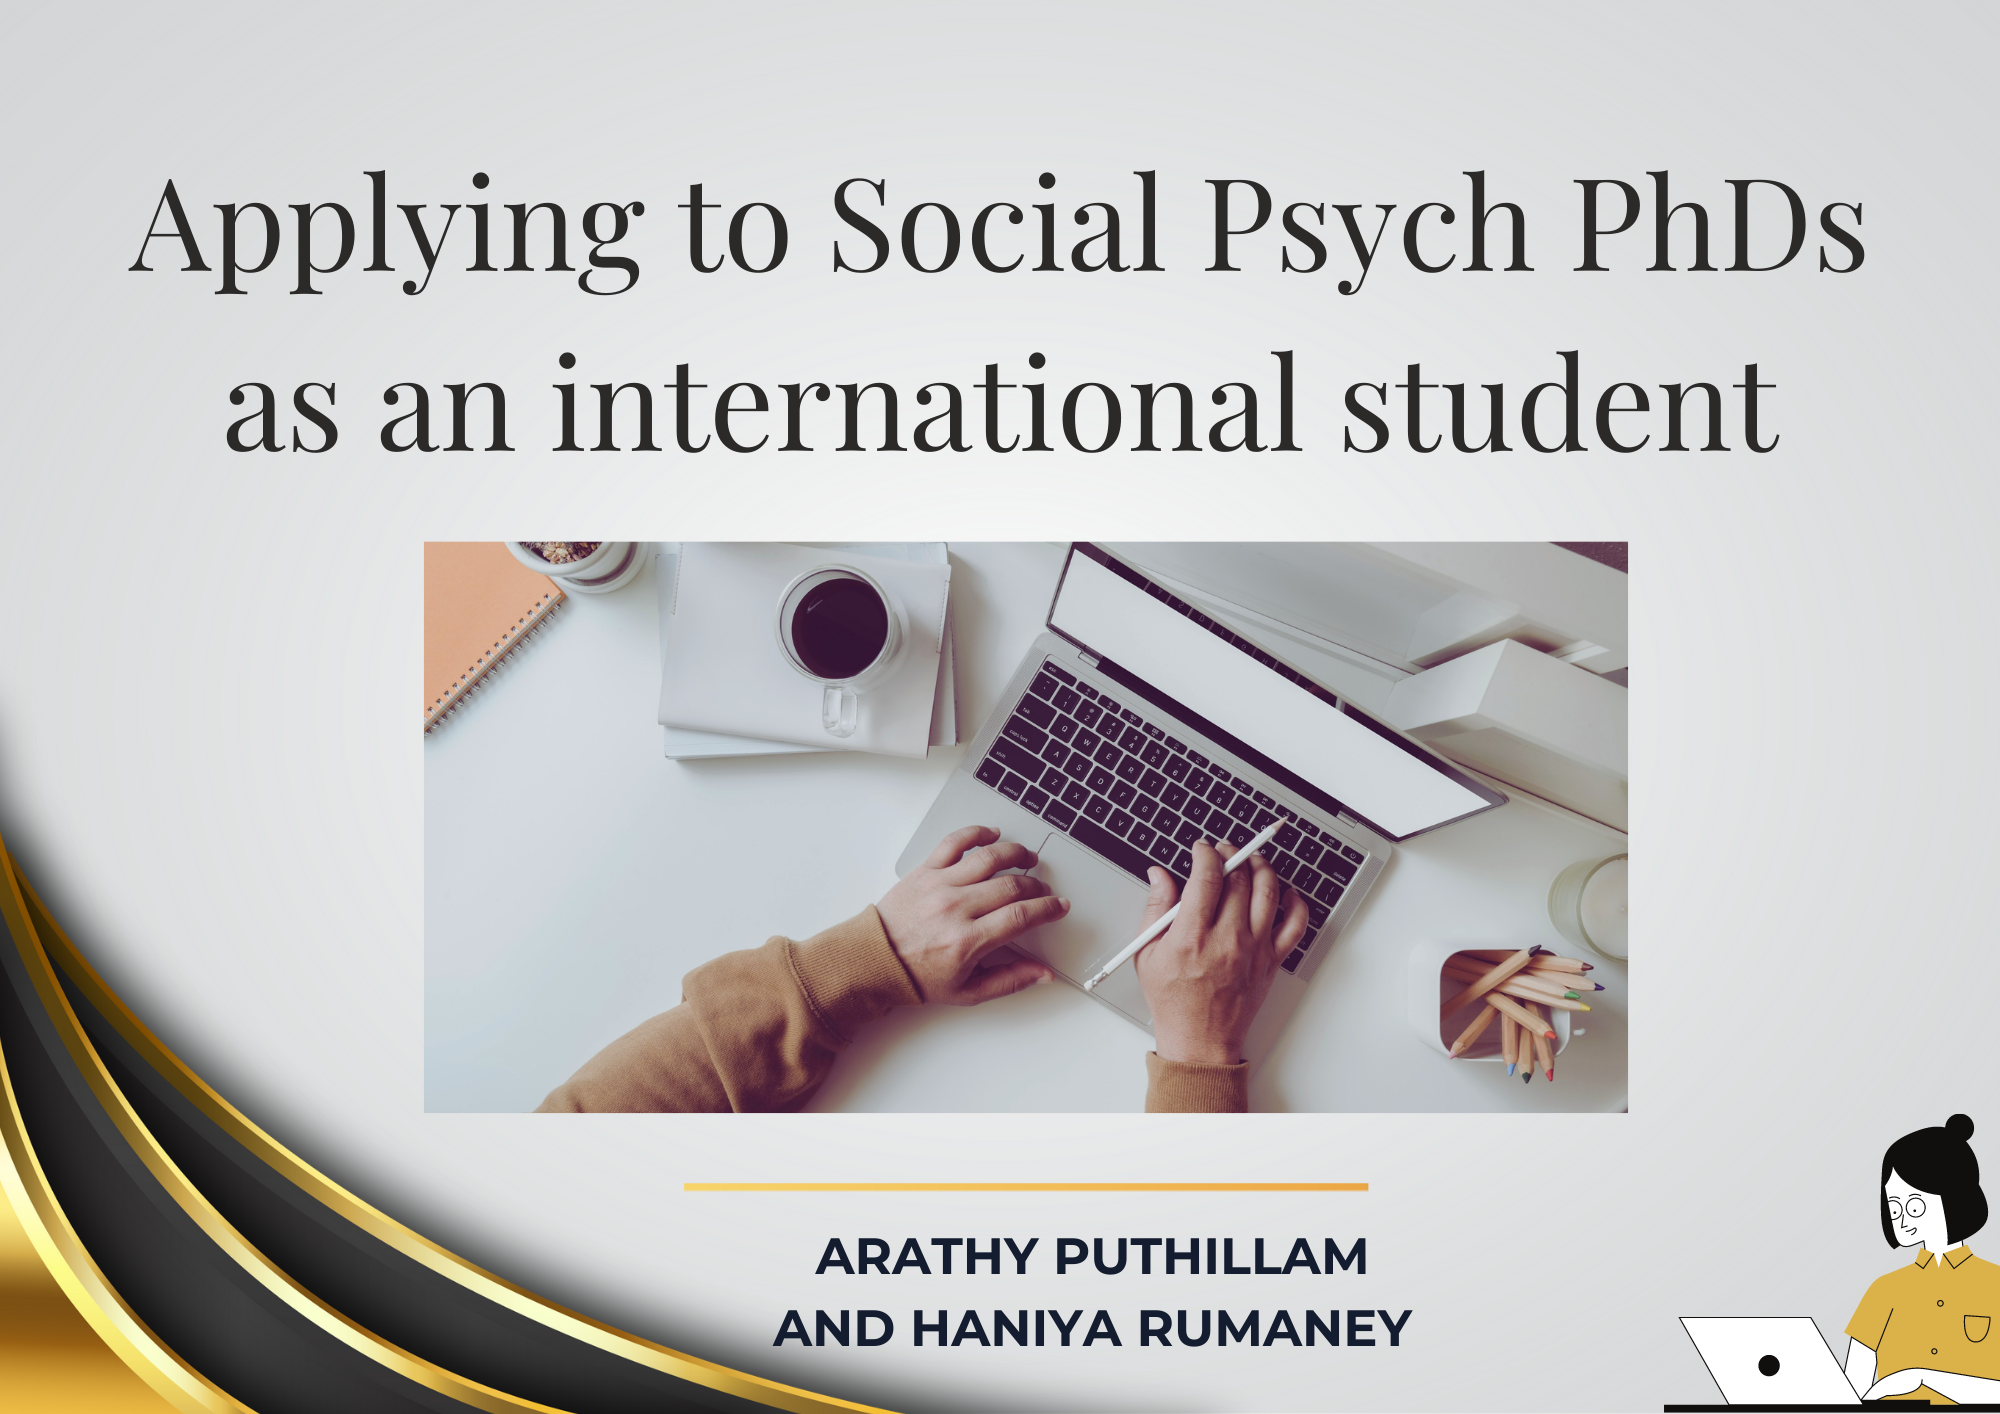 Applying to Social Psych PhDs
as an international student
ARATHY PUTHILLAM
AND HANIYA RUMANEY